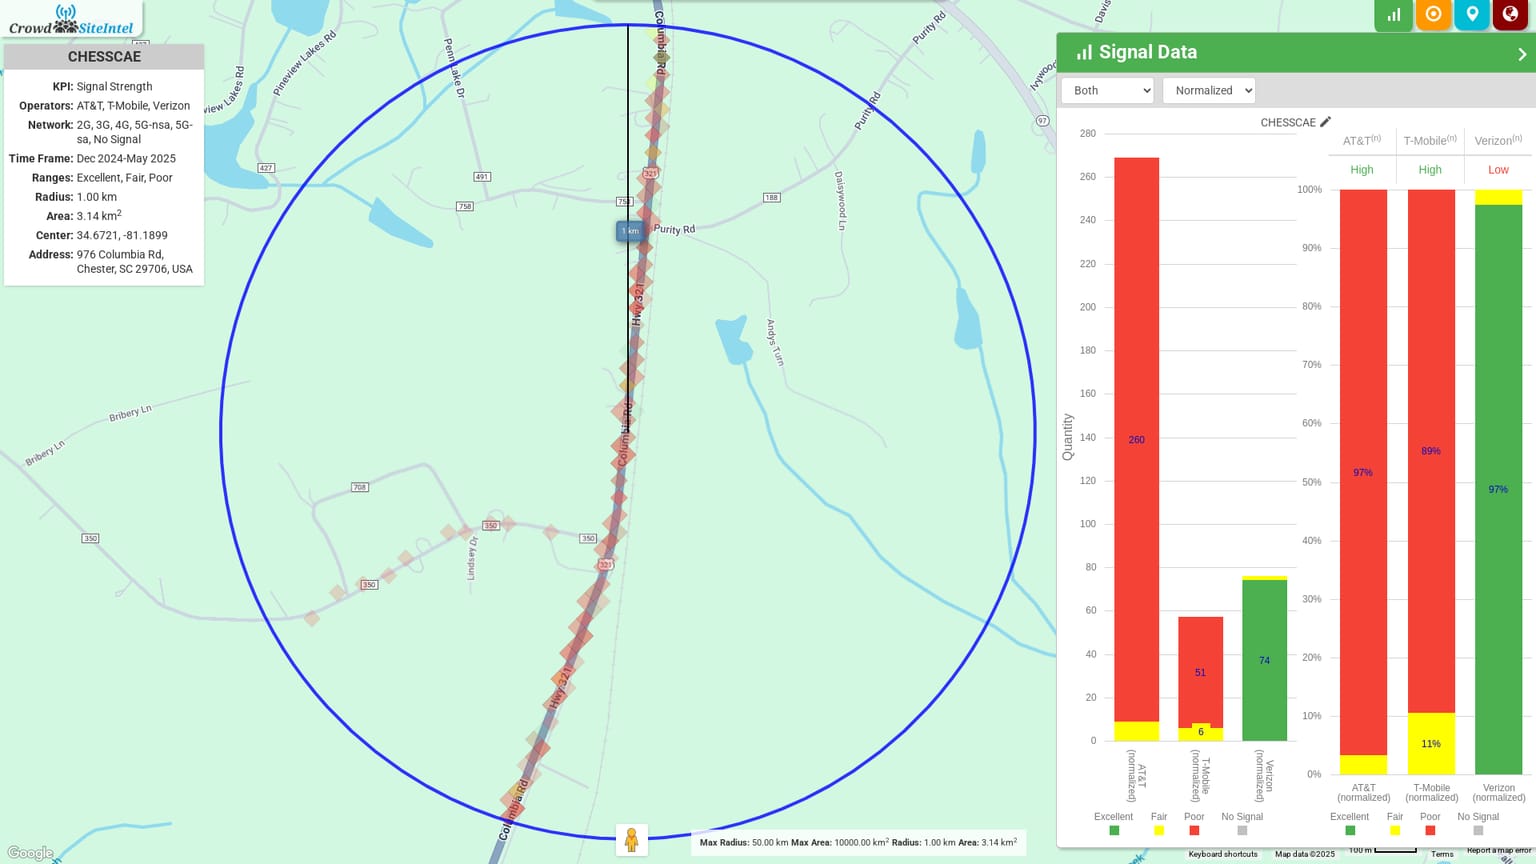 Crowd SiteIntel
CHESSCAE
KPI: Signal Strength
Operators: AT&T, T-Mobile, Verizon
Network: 2G, 3G, 4G, 5G-nsa, 5G-
sa, No Signal
Time Frame: Dec 2024-May 2025
Ranges: Excellent, Fair, Poor
Radius: 1.00 km
Area: 3.14 km²
Center: 34.6721, -81.1899
Address: 976 Columbia Rd,
Chester, SC 29706, USA
Pineview Lakes Rd
view Lakes Rd
Penn Lake Dr
Columbia Rd
Purity Rd
Purity Rd
Davis
Ivywood
97
427
491
758
321
753
188
Daisywood Ln
1 km
Purity Rd
Hwy 321
Andys Turn
Columbia Rd
Bribery Ln
Bribery Ln
708
350
350
350
350
Lindsey Dr
321
Hwy 321
Columbia Rd
Google
Max Radius: 50.00 km Max Area: 10000.00 km² Radius: 1.00 km Area: 3.14 km²
Signal Data
Both
Normalized
CHESSCAE
Quantity
280
260
240
220
200
180
160
140
120
100
80
60
40
20
0
260
51
6
74
AT&T
(normalized)
T-Mobile
(normalized)
Verizon
(normalized)
Excellent Fair Poor No Signal
AT&T(n) T-Mobile(n) Verizon(n)
High High Low
100%
90%
80%
70%
60%
50%
40%
30%
20%
10%
0%
97%
89%
11%
97%
AT&T
(normalized)
T-Mobile
(normalized)
Verizon
(normalized)
Excellent Fair Poor No Signal
Keyboard shortcuts Map data ©2025 100 m Terms Report a map error